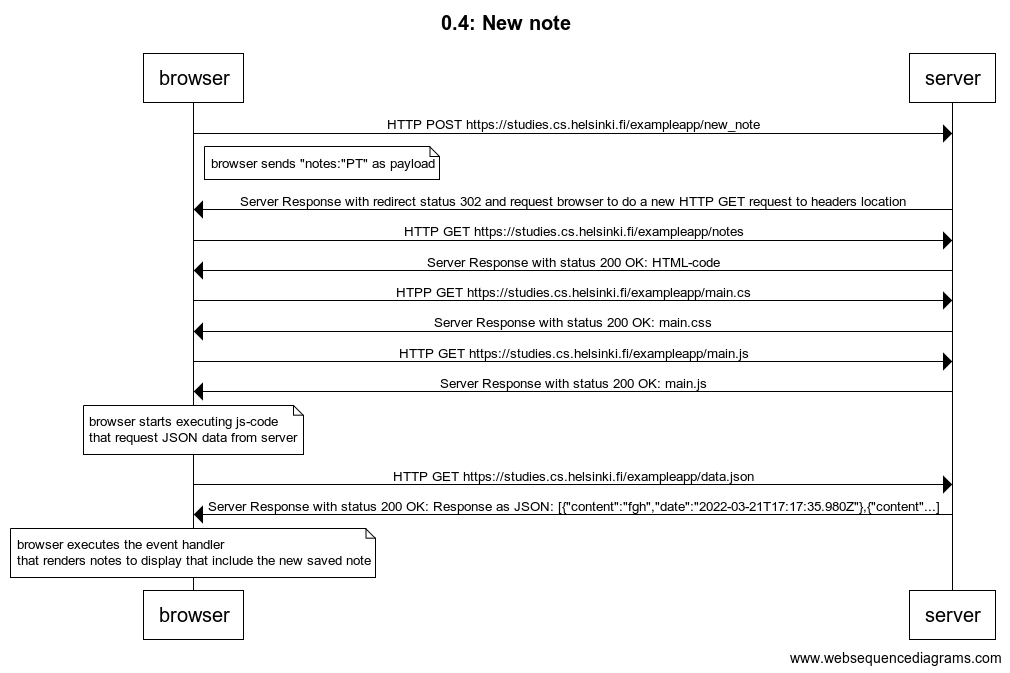 0.4: New note
browser
server
HTTP POST https://studies.cs.helsinki.fi/exampleapp/new_note
browser sends "notes:"PT" as payload
Server Response with redirect status 302 and request browser to do a new HTTP GET request to headers location
HTTP GET https://studies.cs.helsinki.fi/exampleapp/notes
Server Response with status 200 OK: HTML-code
HTPP GET https://studies.cs.helsinki.fi/exampleapp/main.cs
Server Response with status 200 OK: main.css
HTTP GET https://studies.cs.helsinki.fi/exampleapp/main.js
Server Response with status 200 OK: main.js
browser starts executing js-code
that request JSON data from server
HTTP GET https://studies.cs.helsinki.fi/exampleapp/data.json
Server Response with status 200 OK: Response as JSON: [{"content":"fgh","date":"2022-03-21T17:17:35.980Z"},{"content"...]
browser executes the event handler
that renders notes to display that include the new saved note
browser
server
www.websequencediagrams.com